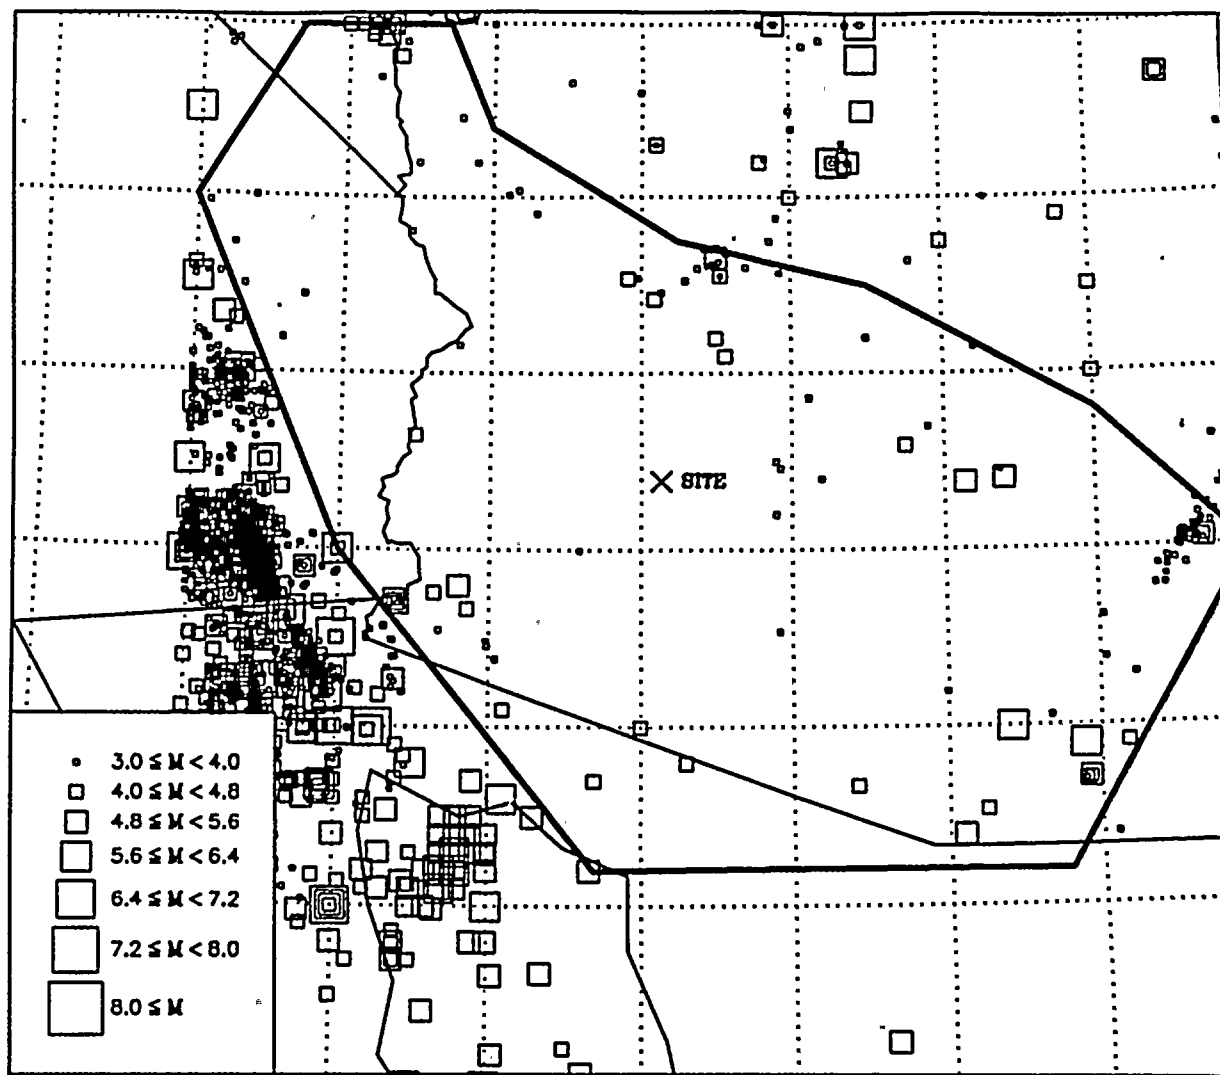 SITE
3.0 ≤ M < 4.0
4.0 ≤ M < 4.8
4.8 ≤ M < 5.6
5.6 ≤ M < 6.4
6.4 ≤ M < 7.2
7.2 ≤ M < 8.0
8.0 ≤ M